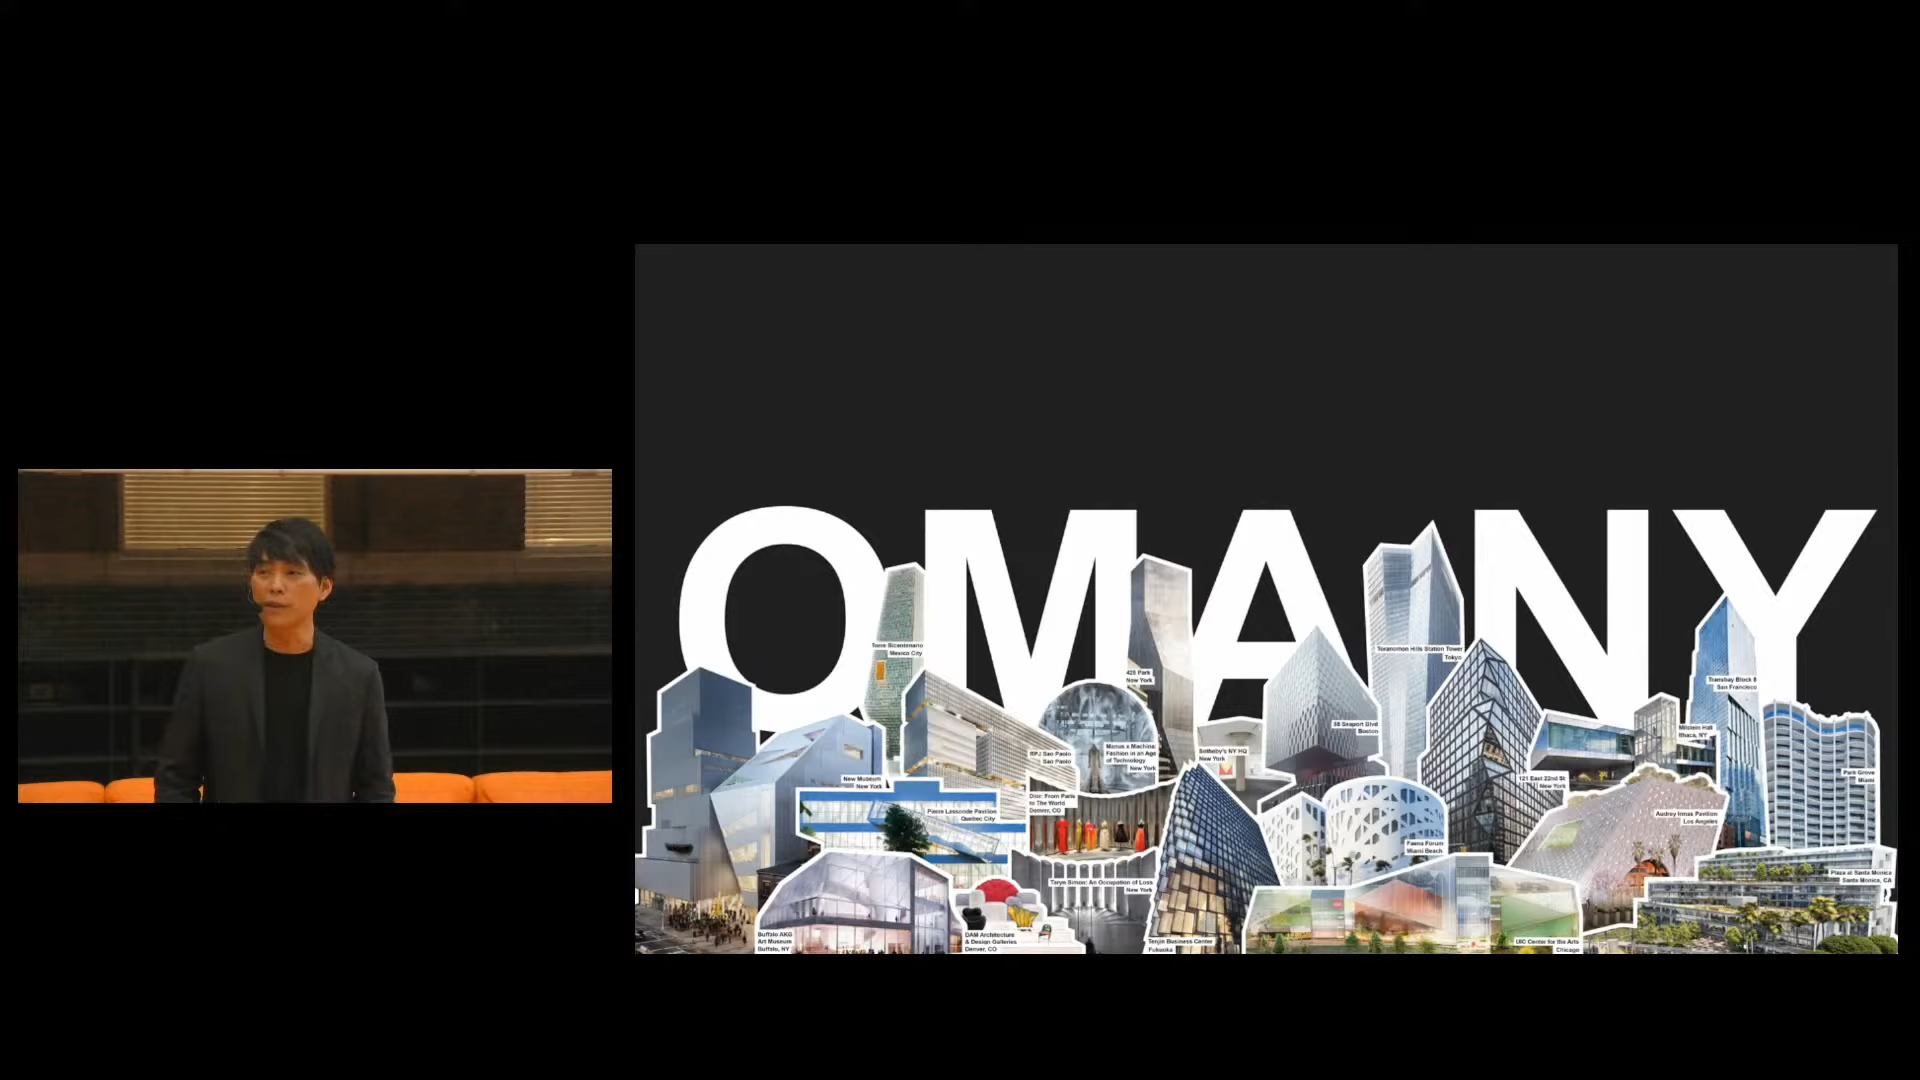 OMA NY
Torre Bicentenario
Mexico City
425 Park
New York
Toranomon Hills Station Tower
Tokyo
Transbay Block 8
San Francisco
58 Seaport Blvd
Boston
Milstein Hall
Ithaca, NY
Sotheby's NY HQ
New York
Manus x Machina:
Fashion in an Age
of Technology
New York
Sao Paolo
New Museum
New York
121 East 22nd St
New York
Park Grove
Miami
Dior: From Paris
to The World
Denver, CO
Pierre Lassonde Pavilion
Quebec City
Audrey Irmas Pavilion
Los Angeles
Faena Forum
Miami Beach
Plaza at Santa Monica
Santa Monica, CA
Taryn Simon: An Occupation of Loss
New York
Buffalo AKG
Art Museum
Buffalo, NY
DAM Architecture
& Design Galleries
Denver, CO
Tenjin Business Center
Fukuoka
UIC Center for the Arts
Chicago